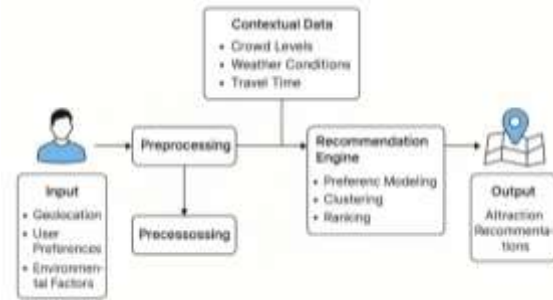 Contextual Data
• Crowd Levels
• Weather Conditions
• Travel Time
Preprocessing
Precessossing
Input
• Geolocation
• User
Preferences
• Environmen-
tal Factors
Recommendation
Engine
• Preferenc Modeling
• Clustering
• Ranking
Output
Attraction
Recommenda-
tions